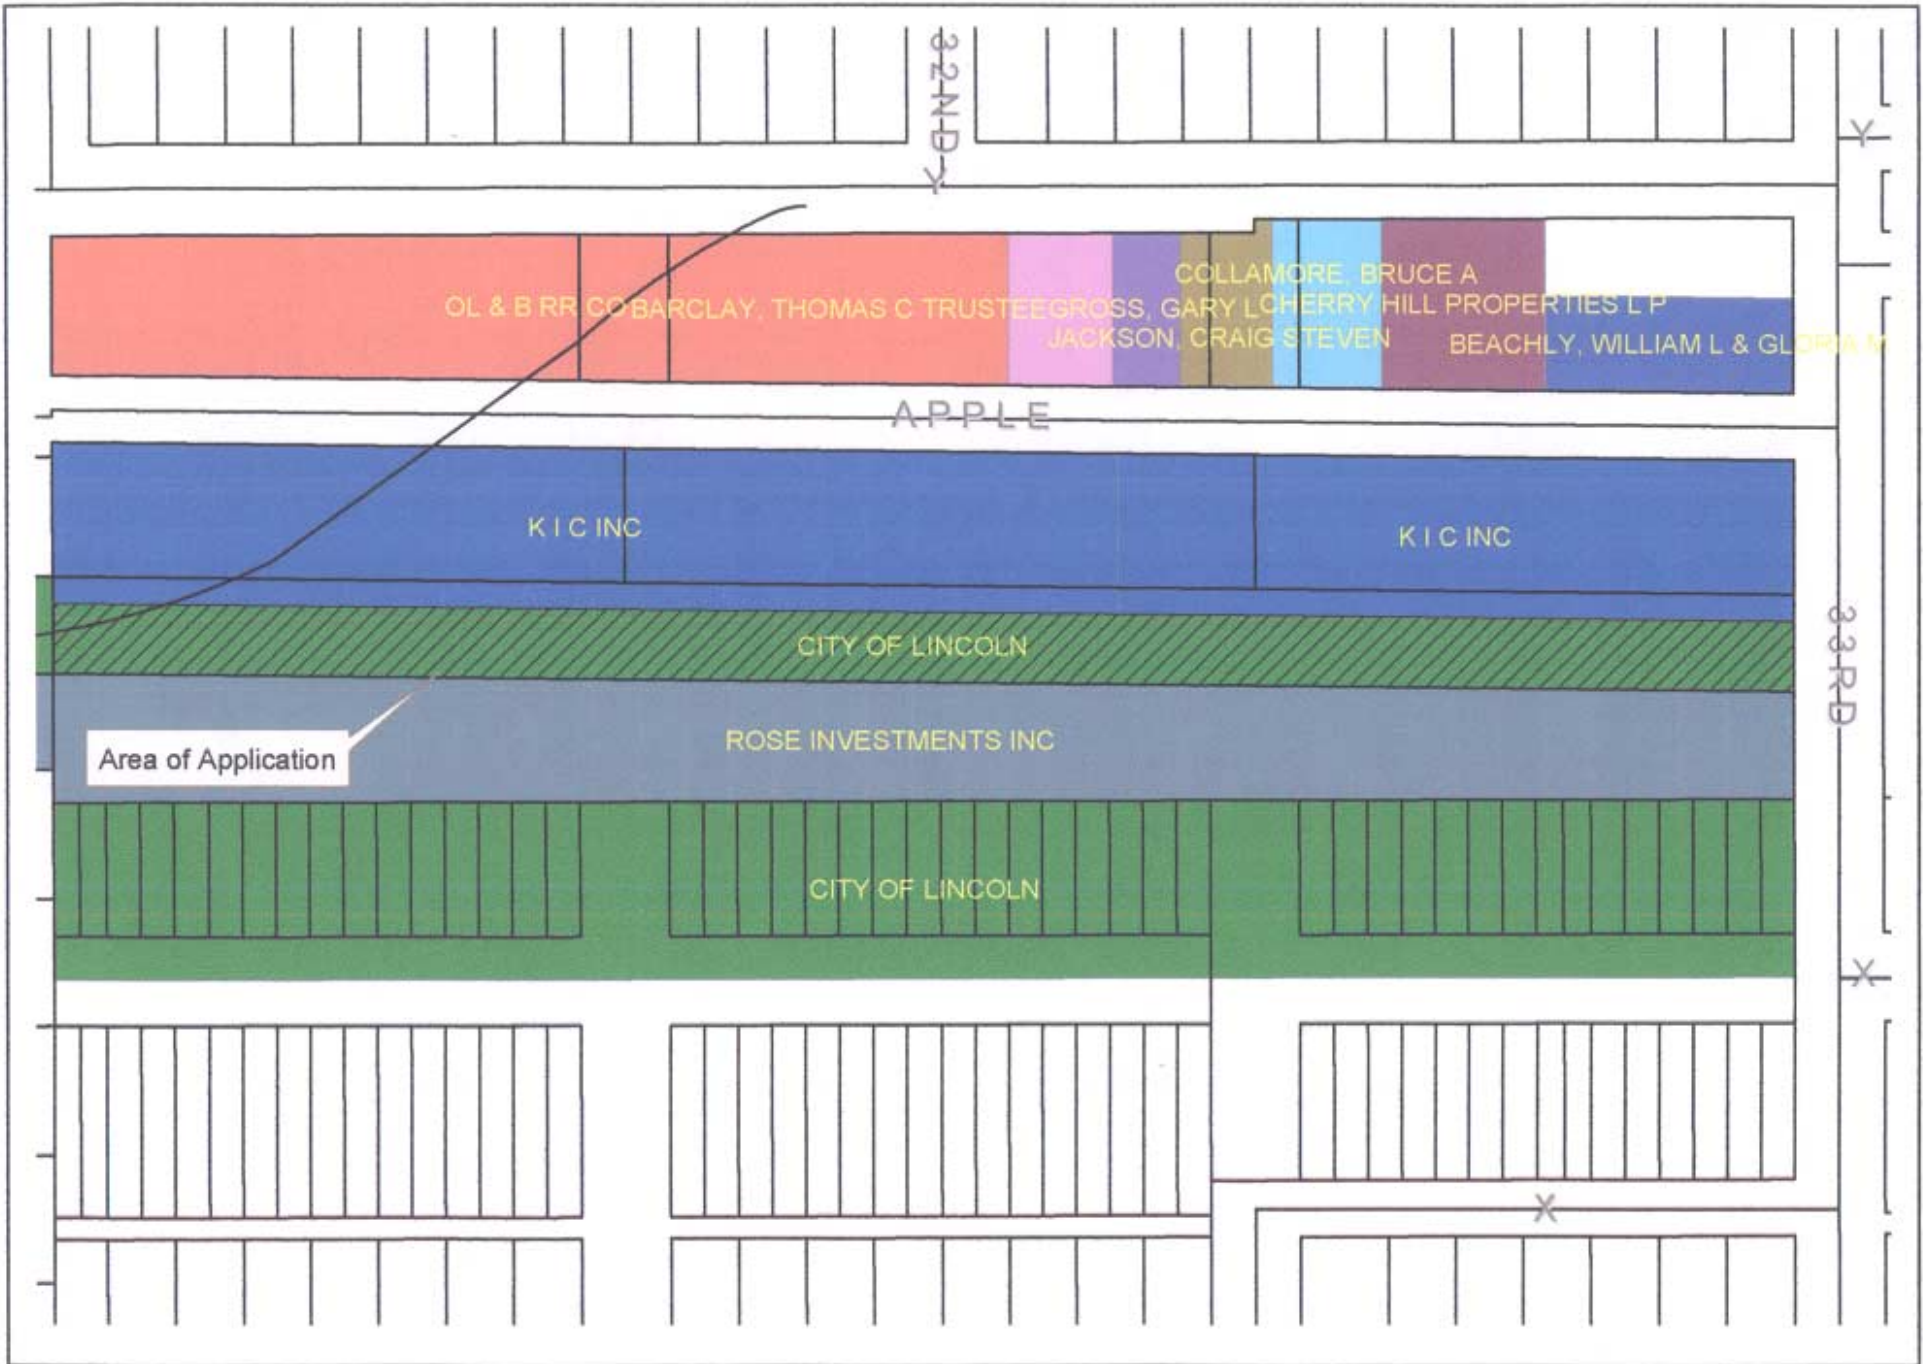 32ND
Y
Y
COLLAMORE, BRUCE A
OL & B RR CO BARCLAY, THOMAS C TRUSTEE GROSS, GARY L CHERRY HILL PROPERTIES L P
JACKSON, CRAIG STEVEN
BEACHLY, WILLIAM L & GLORIA M
APPLE
K I C INC
K I C INC
CITY OF LINCOLN
33RD
ROSE INVESTMENTS INC
Area of Application
CITY OF LINCOLN
X
X